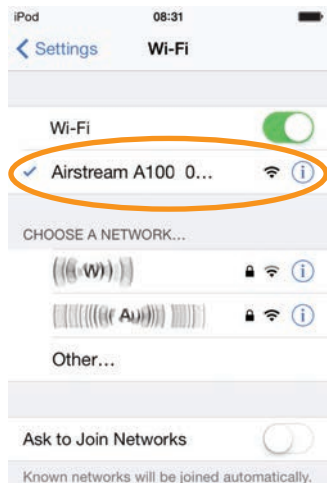 iPod 08:31
Settings Wi-Fi
Wi-Fi
Airstream A100 0...
CHOOSE A NETWORK...
Other...
Ask to Join Networks
Known networks will be joined automatically.